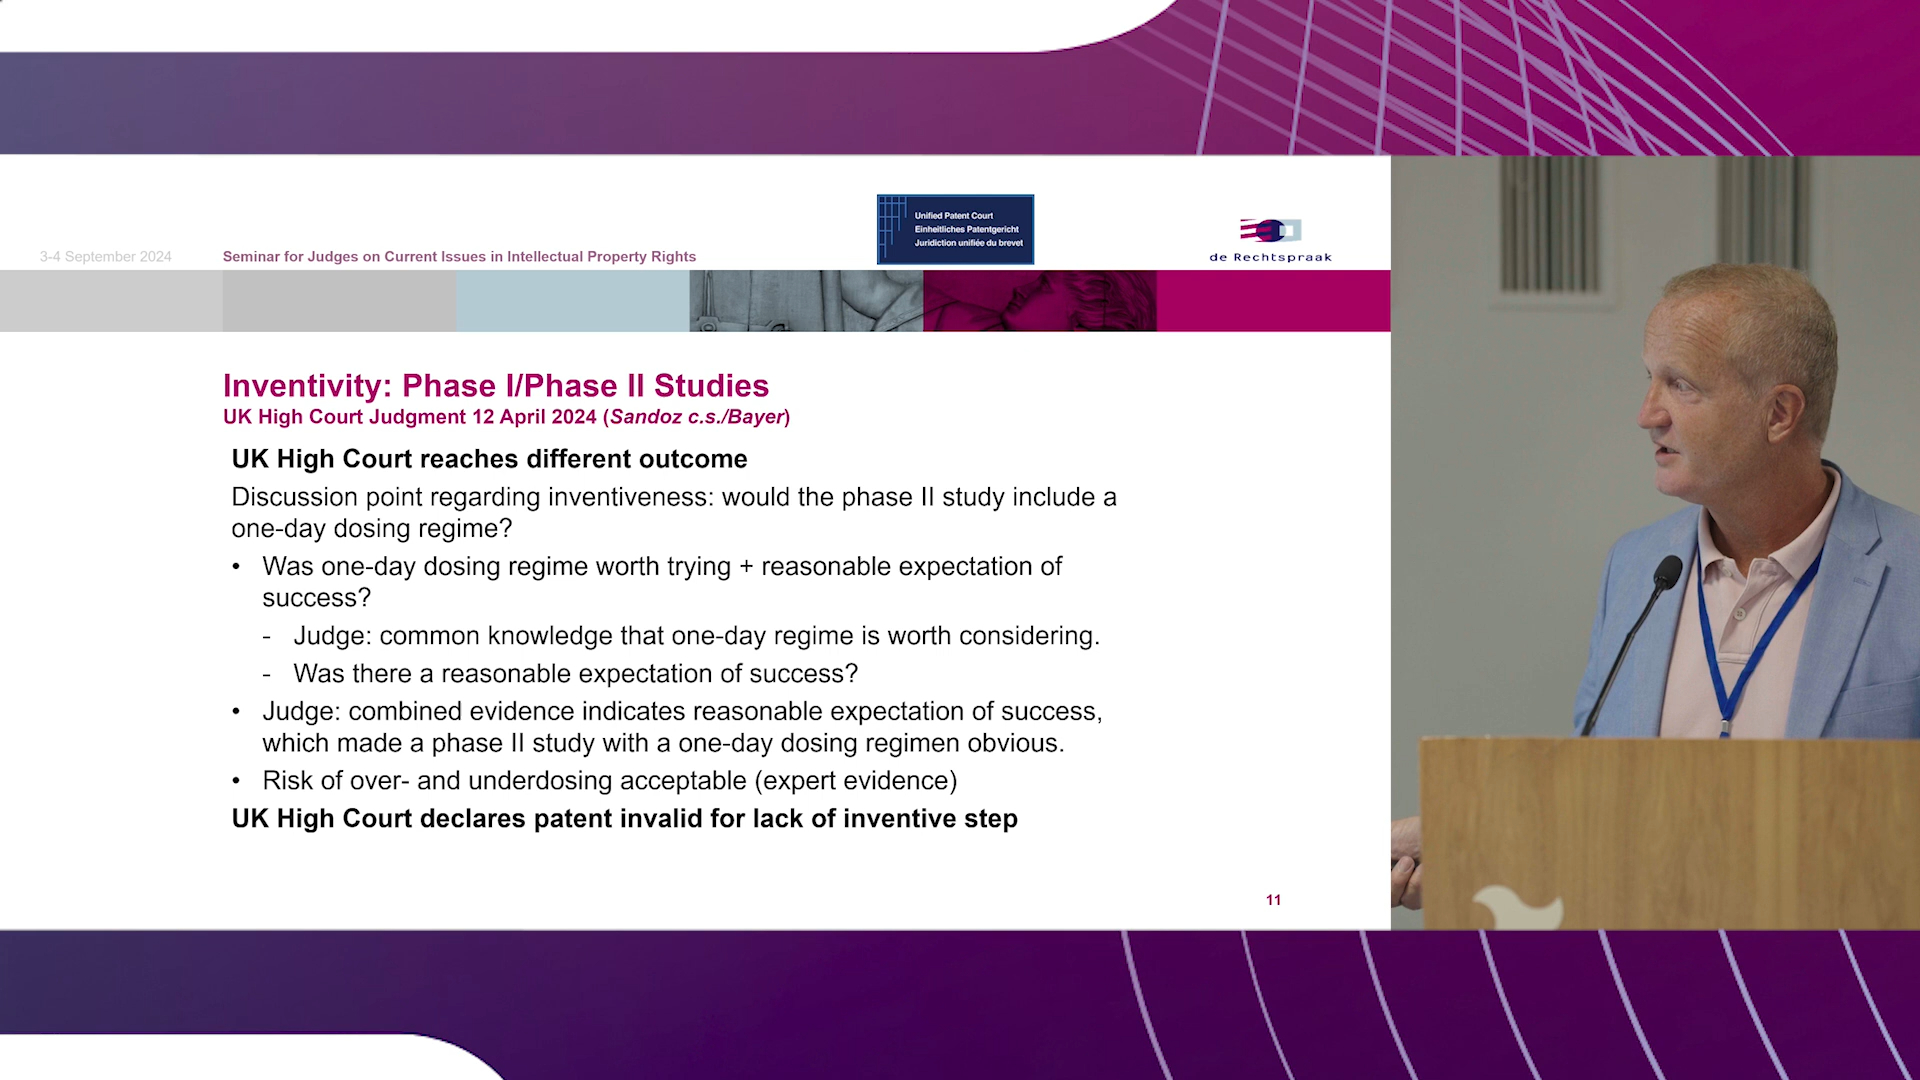 Unified Patent Court
Einheitliches Patentgericht
Juridiction unifiée du brevet
de Rechtspraak
3-4 September 2024
Seminar for Judges on Current Issues in Intellectual Property Rights
Inventivity: Phase I/Phase II Studies
UK High Court Judgment 12 April 2024 (Sandoz c.s./Bayer)
UK High Court reaches different outcome
Discussion point regarding inventiveness: would the phase II study include a
one-day dosing regime?
• Was one-day dosing regime worth trying + reasonable expectation of
success?
- Judge: common knowledge that one-day regime is worth considering.
- Was there a reasonable expectation of success?
• Judge: combined evidence indicates reasonable expectation of success,
which made a phase II study with a one-day dosing regimen obvious.
• Risk of over- and underdosing acceptable (expert evidence)
UK High Court declares patent invalid for lack of inventive step
11